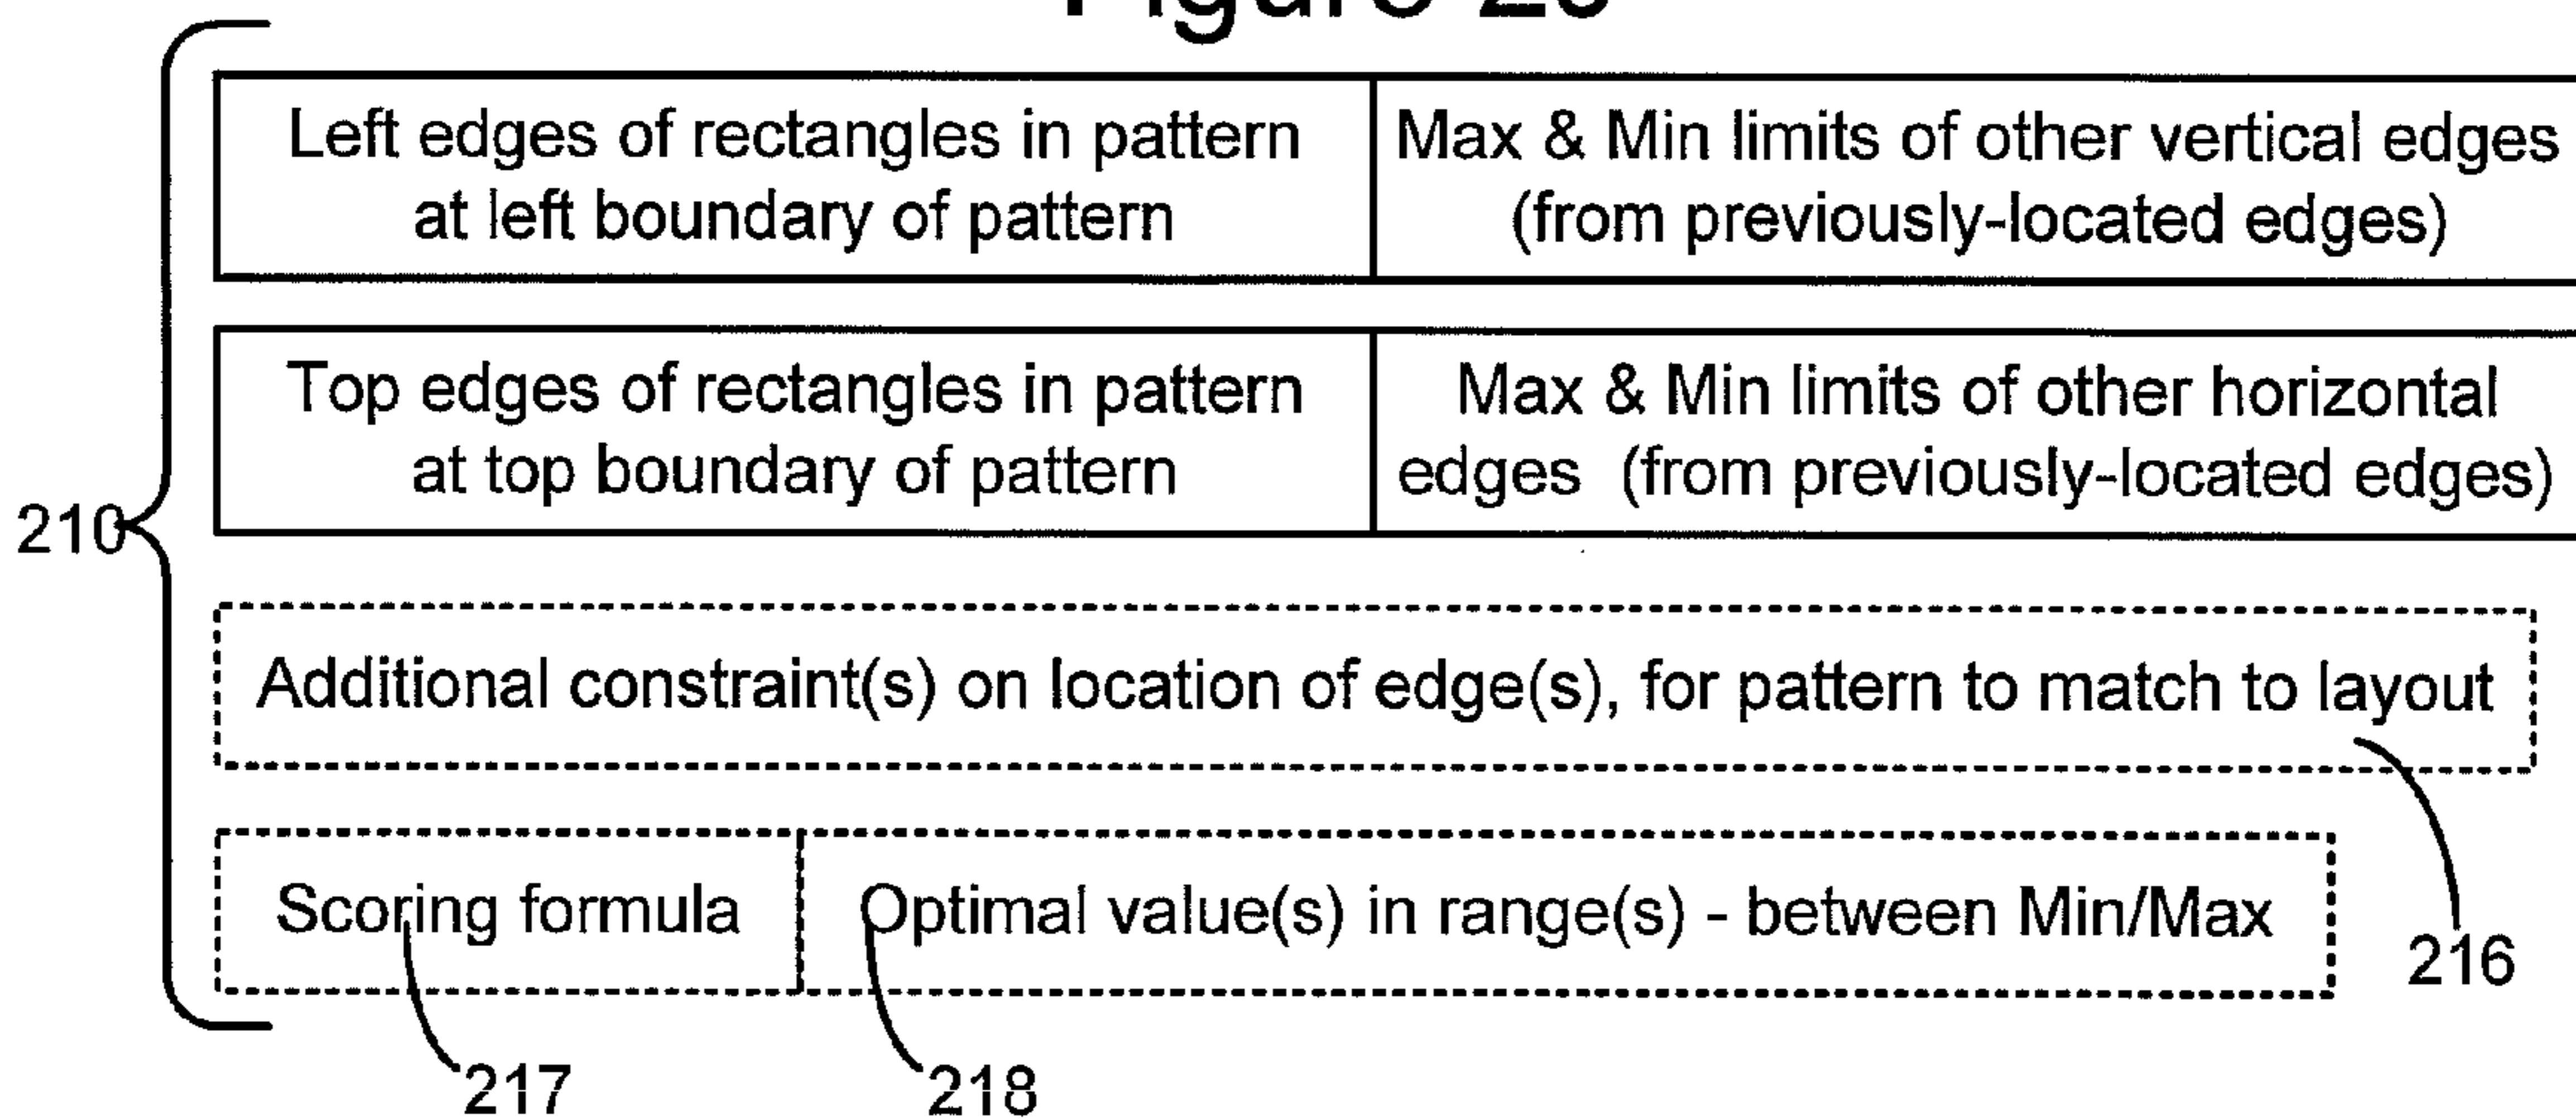 Left edges of rectangles in pattern
at left boundary of pattern
Max & Min limits of other vertical edges
(from previously-located edges)
Top edges of rectangles in pattern
at top boundary of pattern
Max & Min limits of other horizontal
edges (from previously-located edges)
210
Additional constraint(s) on location of edge(s), for pattern to match to layout
Scoring formula
Optimal value(s) in range(s) - between Min/Max
216
217
218